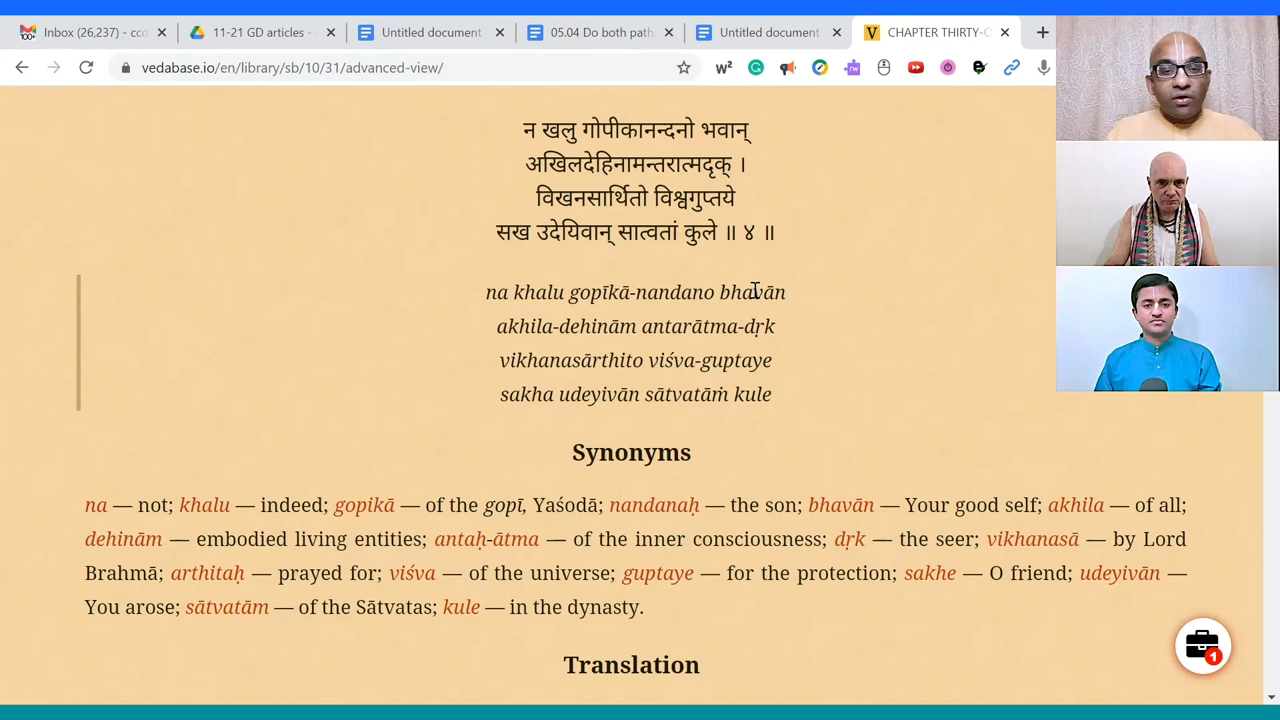 Inbox (26,237) - ccd
11-21 GD articles -
Untitled document
05.04 Do both path
Untitled document
CHAPTER THIRTY-O
100+
vedabase.io/en/library/sb/10/31/advanced-view/
न खलु गोपीकानन्दनो भवान्
अखिलदेहिनामन्तरात्मदृक् ।
विखनसार्थितो विश्वगुप्तये
सख उदेयिवान् सात्वतां कुले ॥ ४ ॥
na khalu gopīkā-nandano bhavān
akhila-dehinām antarātma-dṛk
vikhanasārthito viśva-guptaye
sakha udeyivān sātvatāṁ kule
Synonyms
na — not; khalu — indeed; gopikā — of the gopī, Yaśodā; nandanaḥ — the son; bhavān — Your good self; akhila — of all;
dehinām — embodied living entities; antaḥ-ātma — of the inner consciousness; dṛk — the seer; vikhanasā — by Lord
Brahmā; arthitaḥ — prayed for; viśva — of the universe; guptaye — for the protection; sakhe — O friend; udeyivān —
You arose; sātvatām — of the Sātvatas; kule — in the dynasty.
1
Translation